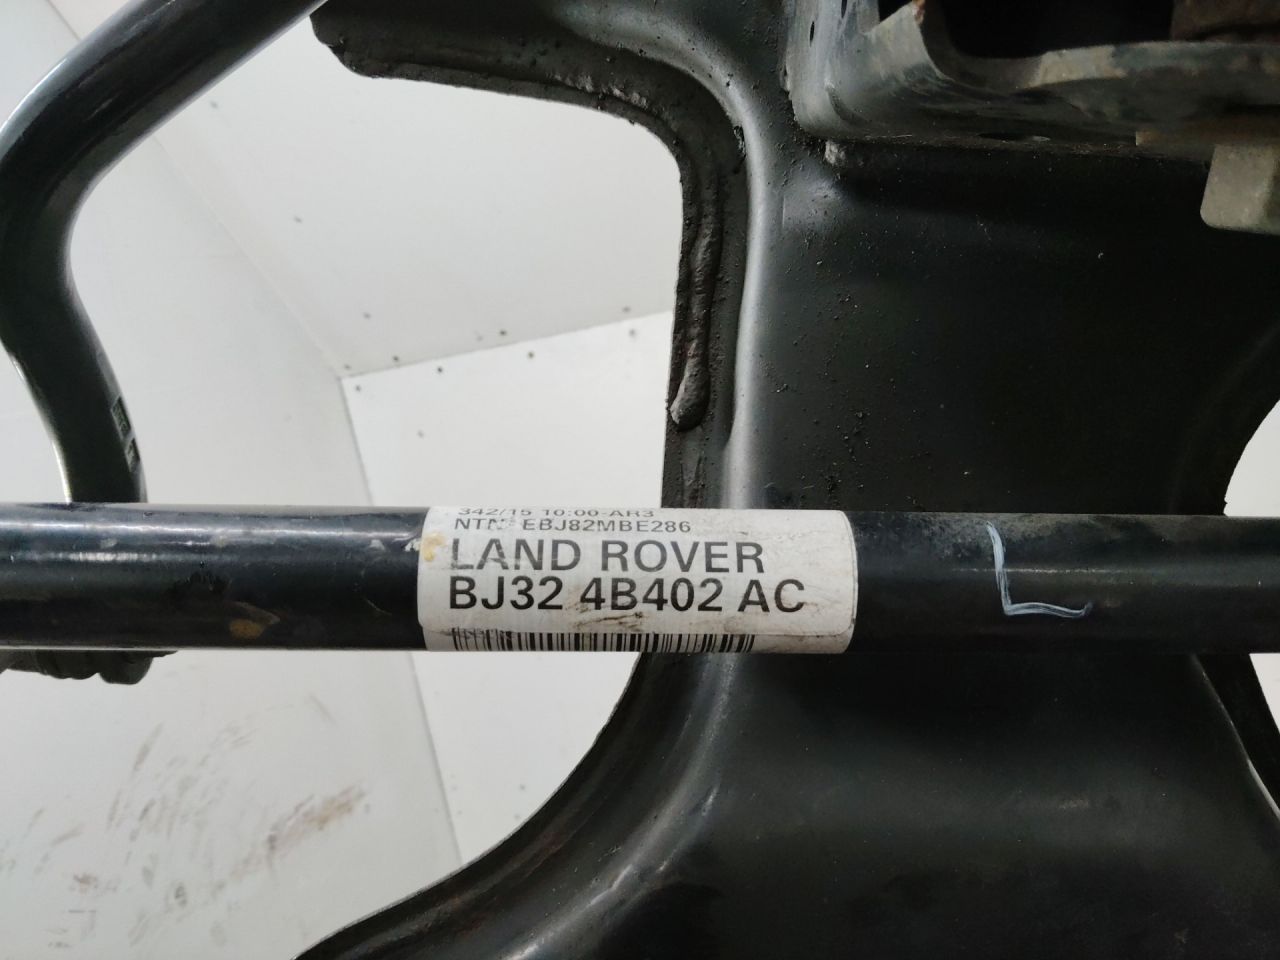 342/15 10:00-AR3
NTN EBJ82MBE286
LAND ROVER
BJ32 4B402 AC
L